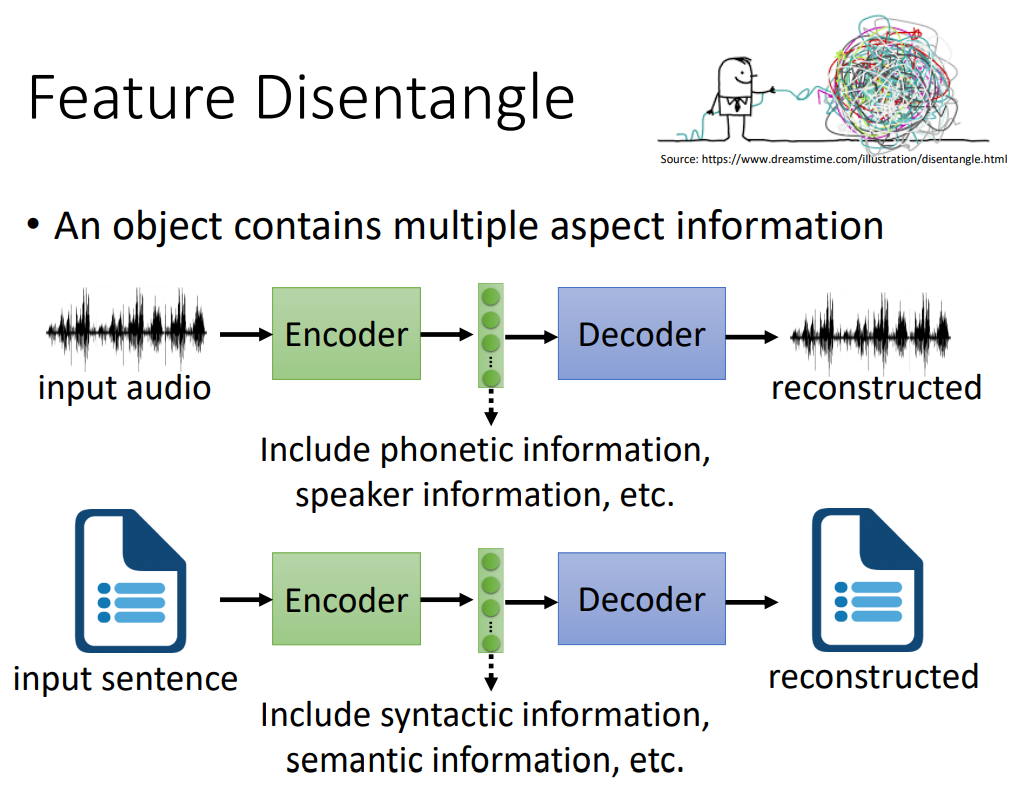 Feature Disentangle
Source: https://www.dreamstime.com/illustration/disentangle.html
• An object contains multiple aspect information
input audio
Encoder
Decoder
reconstructed
Include phonetic information,
speaker information, etc.
input sentence
Encoder
Decoder
reconstructed
Include syntactic information,
semantic information, etc.